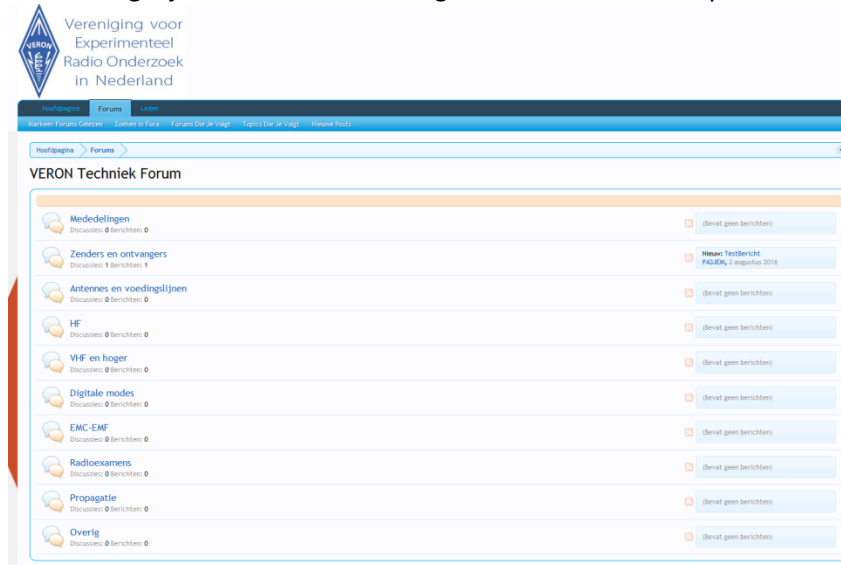 Vereniging voor
Experimenteel
Radio Onderzoek
in Nederland
VERON
Hoofdpagina Forums Leden
Markeer Forums Gelezen Zoeken in Fora Forums Die Je Volgt Topics Die Je Volgt Nieuwe Posts
Hoofdpagina Forums
VERON Techniek Forum
Mededelingen
Discussies: 0 Berichten: 0
(Bevat geen berichten)
Zenders en ontvangers
Discussies: 1 Berichten: 1
Nieuw: TestBericht
PA3JEM, 2 augustus 2016
Antennes en voedingslijnen
Discussies: 0 Berichten: 0
(Bevat geen berichten)
HF
Discussies: 0 Berichten: 0
(Bevat geen berichten)
VHF en hoger
Discussies: 0 Berichten: 0
(Bevat geen berichten)
Digitale modes
Discussies: 0 Berichten: 0
(Bevat geen berichten)
EMC-EMF
Discussies: 0 Berichten: 0
(Bevat geen berichten)
Radioexamens
Discussies: 0 Berichten: 0
(Bevat geen berichten)
Propagatie
Discussies: 0 Berichten: 0
(Bevat geen berichten)
Overig
Discussies: 0 Berichten: 0
(Bevat geen berichten)